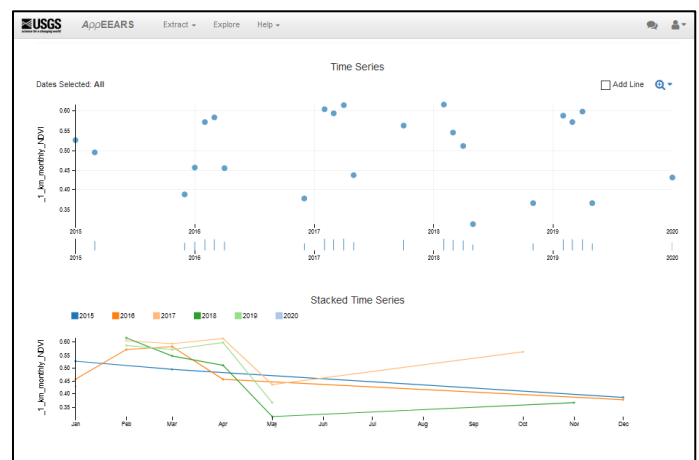 USGS
science for a changing world
AppEEARS
Extract
Explore
Help
Time Series
Dates Selected: All
Add Line
_1_km_monthly_NDVI
0.60
0.55
0.50
0.45
0.40
0.35
2015 2016 2017 2018 2019 2020
2015 2016 2017 2018 2019 2020
Stacked Time Series
2015 2016 2017 2018 2019 2020
_1_km_monthly_NDVI
0.60
0.55
0.50
0.45
0.40
0.35
Jan Feb Mar Apr May Jun Jul Aug Sep Oct Nov Dec